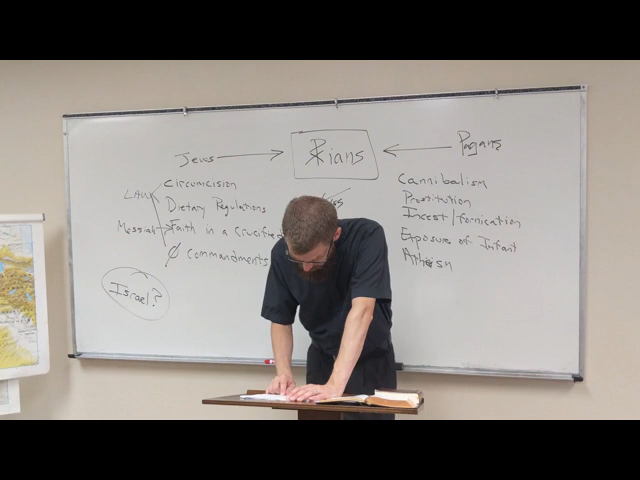 Jews
☧ians
Pagans
LAW
Circumcision
Dietary Regulations
Messiah
Faith in a Crucified
Ø Commandments
Israel?
Cannibalism
Prostitution
Incest/Fornication
Exposure of Infant
Atheism